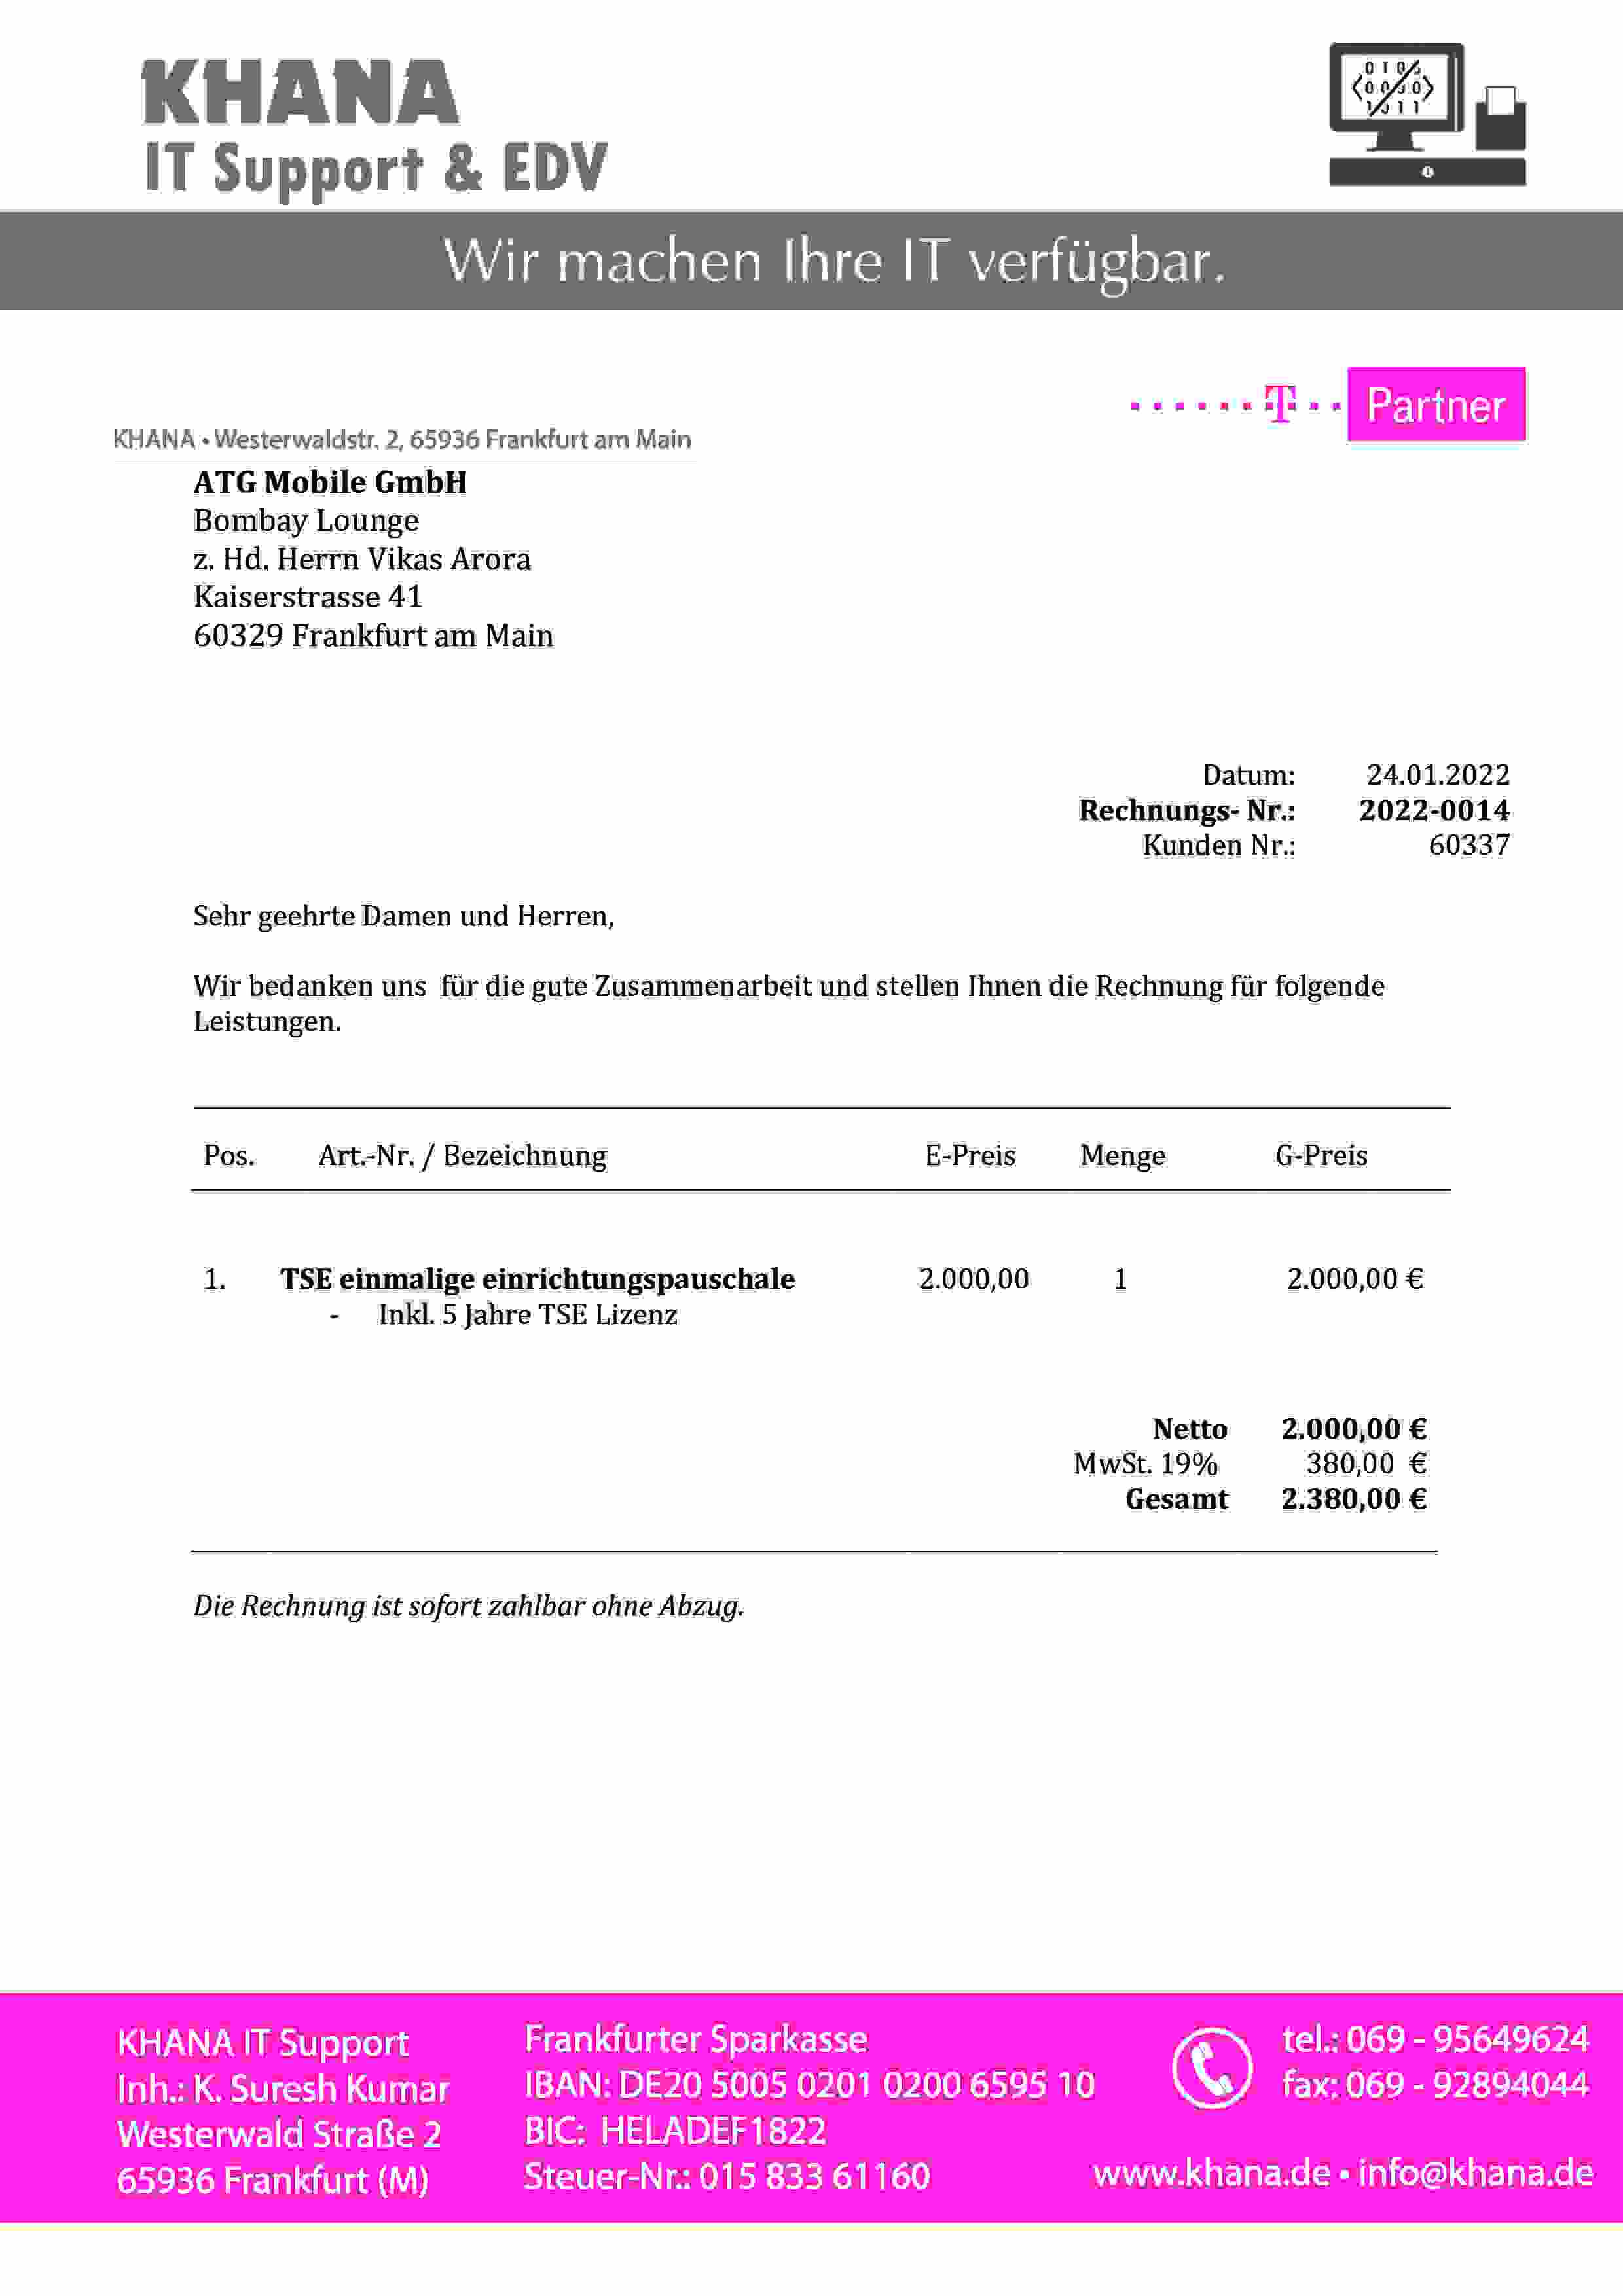 KHANA
IT Support & EDV
Wir machen Ihre IT verfügbar.
T Partner
KHANA • Westerwaldstr. 2, 65936 Frankfurt am Main
ATG Mobile GmbH
Bombay Lounge
z. Hd. Herrn Vikas Arora
Kaiserstrasse 41
60329 Frankfurt am Main
Datum: 24.01.2022
Rechnungs- Nr.: 2022-0014
Kunden Nr.: 60337
Sehr geehrte Damen und Herren,
Wir bedanken uns für die gute Zusammenarbeit und stellen Ihnen die Rechnung für folgende
Leistungen.
Pos. Art.-Nr. / Bezeichnung E-Preis Menge G-Preis
1. TSE einmalige einrichtungspauschale 2.000,00 1 2.000,00 €
- Inkl. 5 Jahre TSE Lizenz
Netto 2.000,00 €
MwSt. 19% 380,00 €
Gesamt 2.380,00 €
Die Rechnung ist sofort zahlbar ohne Abzug.
KHANA IT Support
Inh.: K. Suresh Kumar
Westerwald Straße 2
65936 Frankfurt (M)
Frankfurter Sparkasse
IBAN: DE20 5005 0201 0200 6595 10
BIC: HELADEF1822
Steuer-Nr.: 015 833 61160
tel.: 069 - 95649624
fax: 069 - 92894044
www.khana.de • info@khana.de